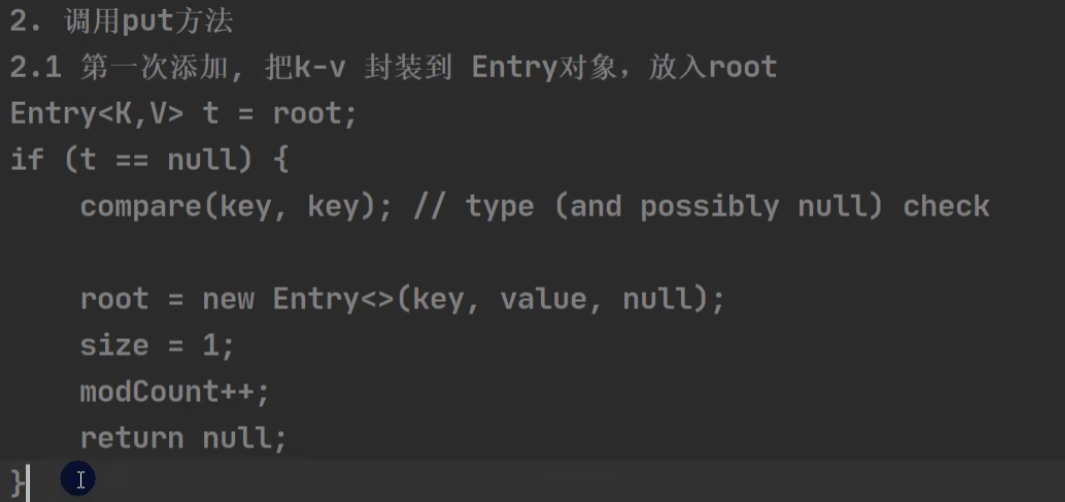 2. 调用put方法
2.1 第一次添加, 把k-v 封装到 Entry对象，放入root
Entry<K,V> t = root;
if (t == null) {
    compare(key, key); // type (and possibly null) check
    root = new Entry<>(key, value, null);
    size = 1;
    modCount++;
    return null;
}